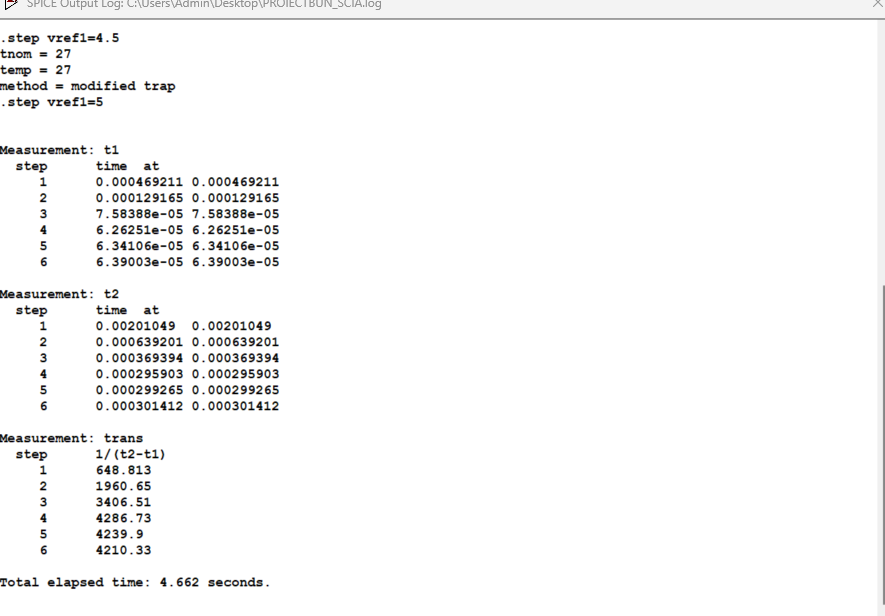 SPICE Output Log: C:\Users\Admin\Desktop\PROIECTBUN_SCIA.log
.step vref1=4.5
tnom = 27
temp = 27
method = modified trap
.step vref1=5
Measurement: t1
step time at
1 0.000469211 0.000469211
2 0.000129165 0.000129165
3 7.58388e-05 7.58388e-05
4 6.26251e-05 6.26251e-05
5 6.34106e-05 6.34106e-05
6 6.39003e-05 6.39003e-05
Measurement: t2
step time at
1 0.00201049 0.00201049
2 0.000639201 0.000639201
3 0.000369394 0.000369394
4 0.000295903 0.000295903
5 0.000299265 0.000299265
6 0.000301412 0.000301412
Measurement: trans
step 1/(t2-t1)
1 648.813
2 1960.65
3 3406.51
4 4286.73
5 4239.9
6 4210.33
Total elapsed time: 4.662 seconds.